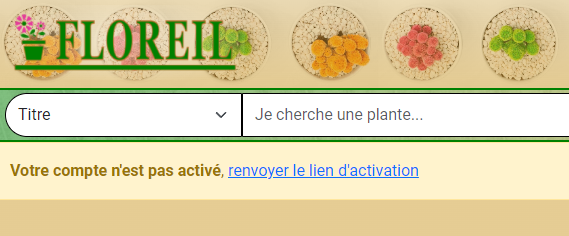 FLOREIL
Titre
Je cherche une plante...
Votre compte n'est pas activé, renvoyer le lien d'activation